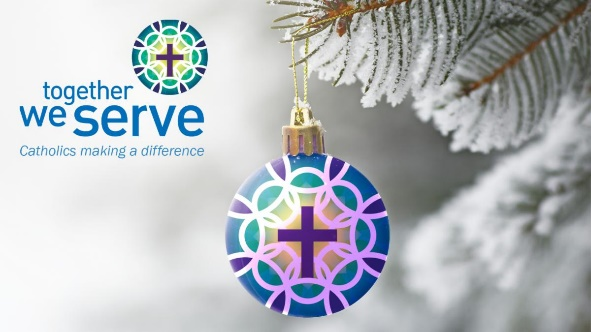 together
we serve
Catholics making a difference